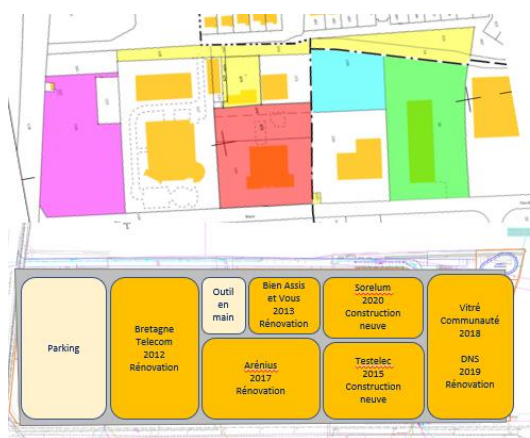 Parking
Bretagne
Telecom
2012
Rénovation
Outil
en
main
Bien Assis
et Vous
2013
Rénovation
Arénius
2017
Rénovation
Sorelum
2020
Construction
neuve
Testelec
2015
Construction
neuve
Vitré
Communauté
2018
DNS
2019
Rénovation